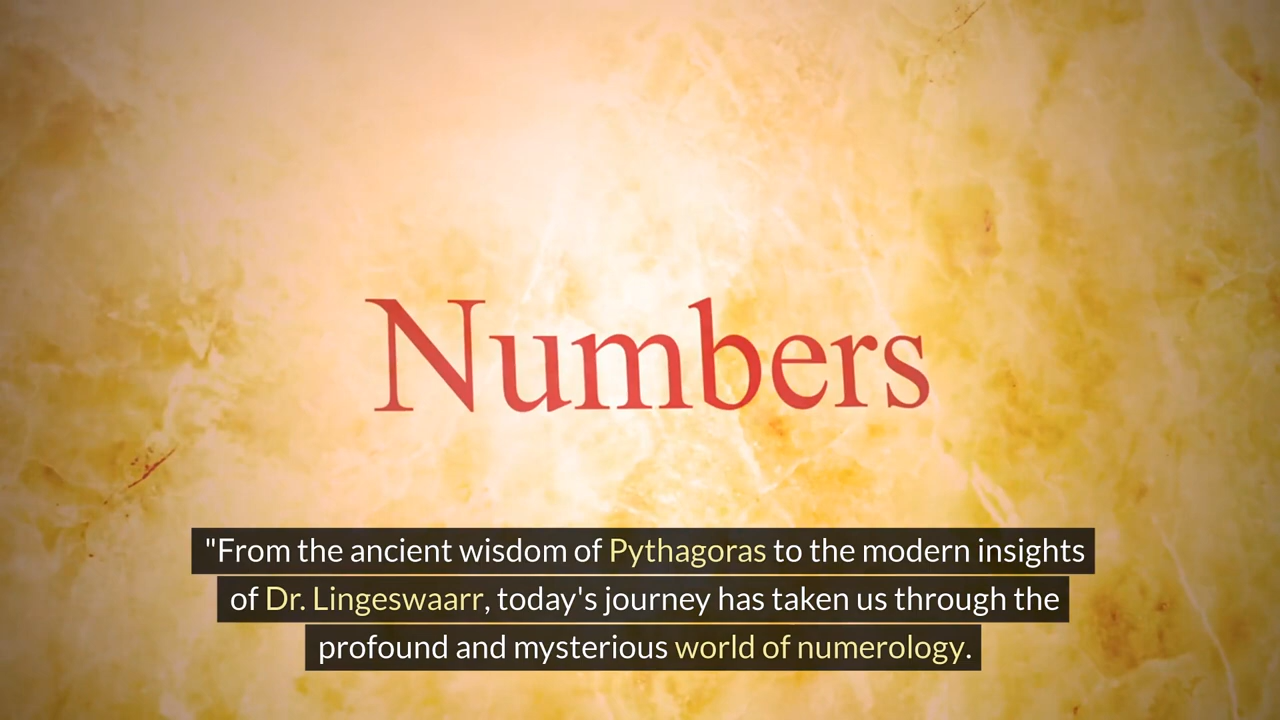 Numbers
"From the ancient wisdom of Pythagoras to the modern insights
of Dr. Lingeswaarr, today's journey has taken us through the
profound and mysterious world of numerology.